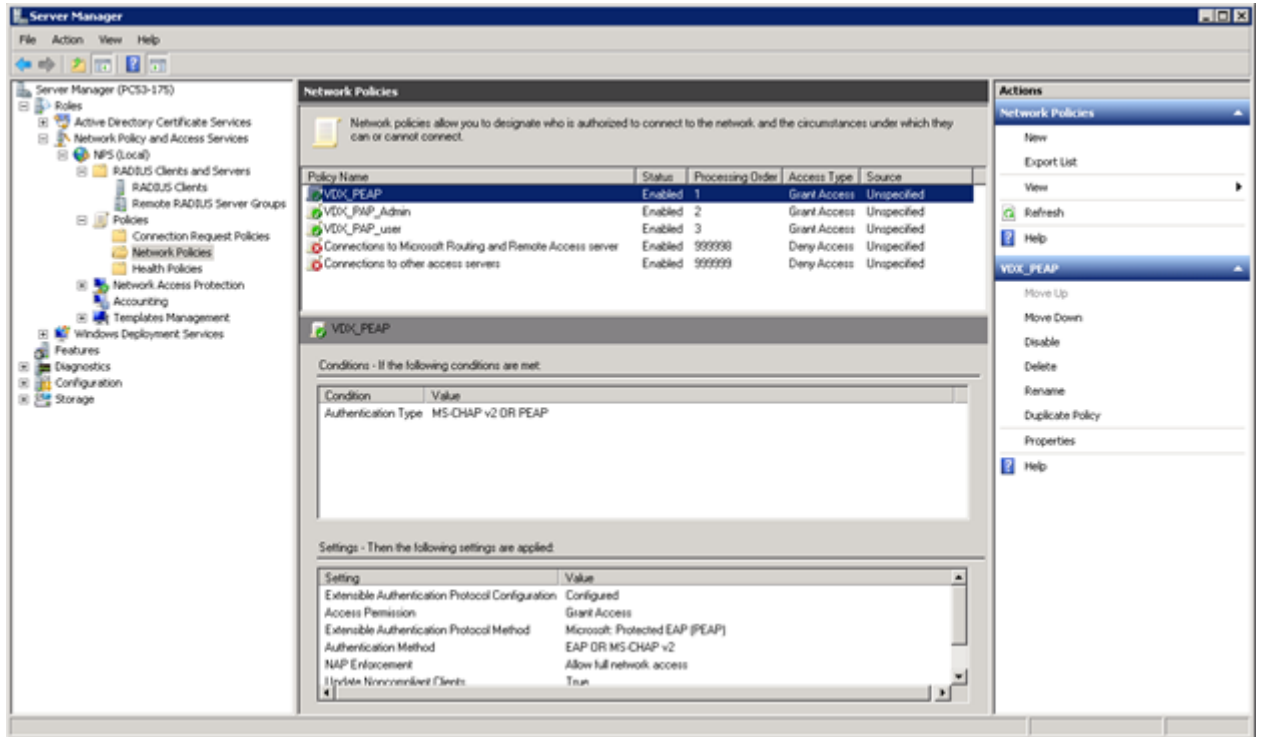 Server Manager
File Action View Help
Server Manager (PC53-175)
Roles
Active Directory Certificate Services
Network Policy and Access Services
NPS (Local)
RADIUS Clients and Servers
RADIUS Clients
Remote RADIUS Server Groups
Policies
Connection Request Policies
Network Policies
Health Policies
Network Access Protection
Accounting
Templates Management
Windows Deployment Services
Features
Diagnostics
Configuration
Storage
Network Policies
Network policies allow you to designate who is authorized to connect to the network and the circumstances under which they
can or cannot connect.
Policy Name Status Processing Order Access Type Source
VDX_PEAP Enabled 1 Grant Access Unspecified
VDX_PAP_Admin Enabled 2 Grant Access Unspecified
VDX_PAP_user Enabled 3 Grant Access Unspecified
Connections to Microsoft Routing and Remote Access server Enabled 999998 Deny Access Unspecified
Connections to other access servers Enabled 999999 Deny Access Unspecified
VDX_PEAP
Conditions - If the following conditions are met:
Condition Value
Authentication Type MS-CHAP v2 OR PEAP
Settings - Then the following settings are applied:
Setting Value
Extensible Authentication Protocol Configuration Configured
Access Permission Grant Access
Extensible Authentication Protocol Method Microsoft: Protected EAP (PEAP)
Authentication Method EAP OR MS-CHAP v2
NAP Enforcement Allow full network access
Update Noncompliant Clients True
Actions
Network Policies
New
Export List
View
Refresh
Help
VDX_PEAP
Move Up
Move Down
Disable
Delete
Rename
Duplicate Policy
Properties
Help